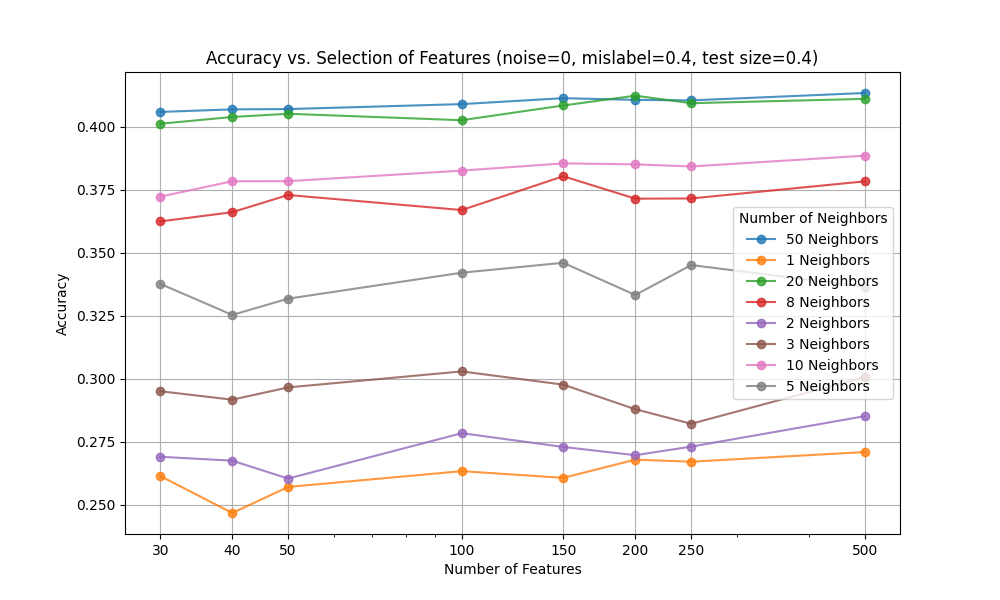 Accuracy vs. Selection of Features (noise=0, mislabel=0.4, test size=0.4)
Accuracy
0.400
0.375
0.350
0.325
0.300
0.275
0.250
Number of Neighbors
50 Neighbors
1 Neighbors
20 Neighbors
8 Neighbors
2 Neighbors
3 Neighbors
10 Neighbors
5 Neighbors
30 40 50 100 150 200 250 500
Number of Features